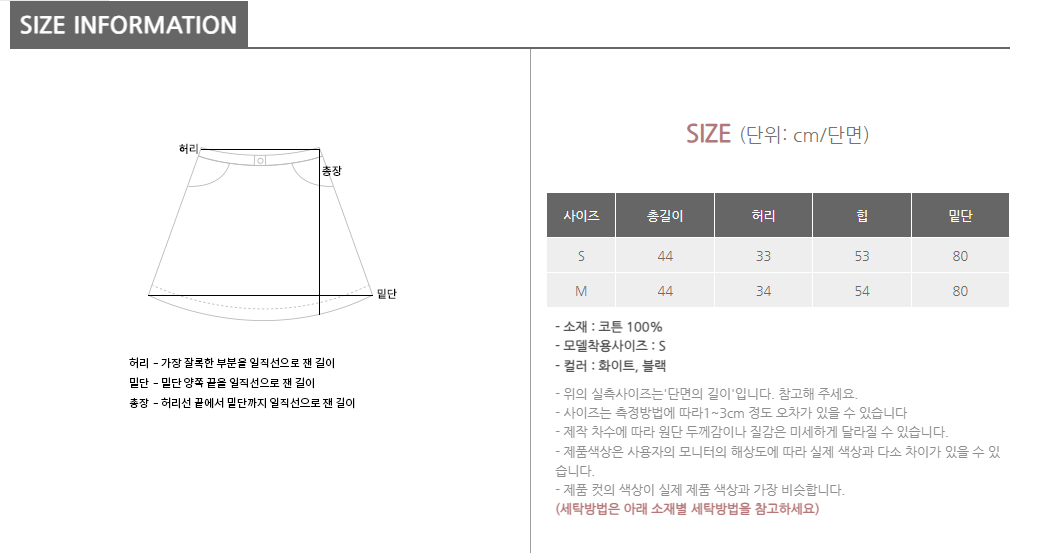 SIZE INFORMATION
허리
총장
밑단
허리 - 가장 잘록한 부분을 일직선으로 잰 길이
밑단 - 밑단 양쪽 끝을 일직선으로 잰 길이
총장 - 허리선 끝에서 밑단까지 일직선으로 잰 길이
SIZE (단위: cm/단면)
사이즈 총길이 허리 힙 밑단
S 44 33 53 80
M 44 34 54 80
- 소재 : 코튼 100%
- 모델착용사이즈 : S
- 컬러 : 화이트, 블랙
- 위의 실측사이즈는'단면의 길이'입니다. 참고해 주세요.
- 사이즈는 측정방법에 따라1~3cm 정도 오차가 있을 수 있습니다
- 제작 차수에 따라 원단 두께감이나 질감은 미세하게 달라질 수 있습니다.
- 제품색상은 사용자의 모니터의 해상도에 따라 실제 색상과 다소 차이가 있을 수 있
습니다.
- 제품 컷의 색상이 실제 제품 색상과 가장 비슷합니다.
(세탁방법은 아래 소재별 세탁방법을 참고하세요)